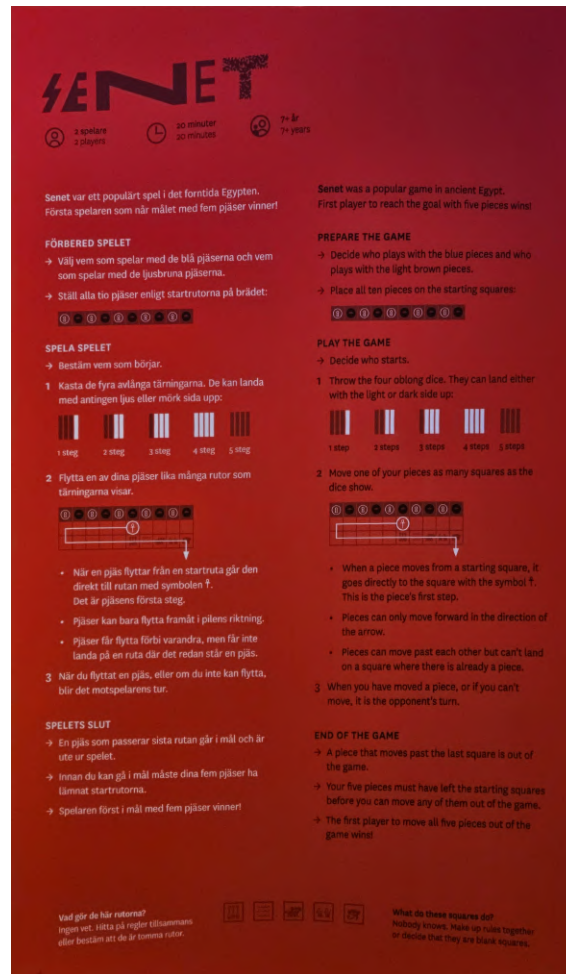 SENET
2 spelare
2 players
20 minuter
20 minutes
7+ år
7+ years
Senet var ett populärt spel i det forntida Egypten.
Första spelaren som når målet med fem pjäser vinner!
FÖRBERED SPELET
→ Välj vem som spelar med de blå pjäserna och vem
som spelar med de ljusbruna pjäserna.
→ Ställ alla tio pjäser enligt startrutorna på brädet:
SPELA SPELET
→ Bestäm vem som börjar.
1 Kasta de fyra avlånga tärningarna. De kan landa
med antingen ljus eller mörk sida upp:
1 steg 2 steg 3 steg 4 steg 5 steg
2 Flytta en av dina pjäser lika många rutor som
tärningarna visar.
• När en pjäs flyttar från en startruta går den
direkt till rutan med symbolen ☥.
Det är pjäsens första steg.
• Pjäser kan bara flytta framåt i pilens riktning.
• Pjäser får flytta förbi varandra, men får inte
landa på en ruta där det redan står en pjäs.
3 När du flyttat en pjäs, eller om du inte kan flytta,
blir det motspelarens tur.
SPELETS SLUT
→ En pjäs som passerar sista rutan går i mål och är
ute ur spelet.
→ Innan du kan gå i mål måste dina fem pjäser ha
lämnat startrutorna.
→ Spelaren först i mål med fem pjäser vinner!
Vad gör de här rutorna?
Ingen vet. Hitta på regler tillsammans
eller bestäm att de är tomma rutor.
Senet was a popular game in ancient Egypt.
First player to reach the goal with five pieces wins!
PREPARE THE GAME
→ Decide who plays with the blue pieces and who
plays with the light brown pieces.
→ Place all ten pieces on the starting squares:
PLAY THE GAME
→ Decide who starts.
1 Throw the four oblong dice. They can land either
with the light or dark side up:
1 step 2 steps 3 steps 4 steps 5 steps
2 Move one of your pieces as many squares as the
dice show.
• When a piece moves from a starting square, it
goes directly to the square with the symbol ☥.
This is the piece's first step.
• Pieces can only move forward in the direction of
the arrow.
• Pieces can move past each other but can't land
on a square where there is already a piece.
3 When you have moved a piece, or if you can't
move, it is the opponent's turn.
END OF THE GAME
→ A piece that moves past the last square is out of
the game.
→ Your five pieces must have left the starting squares
before you can move any of them out of the game.
→ The first player to move all five pieces out of the
game wins!
What do these squares do?
Nobody knows. Make up rules together
or decide that they are blank squares.